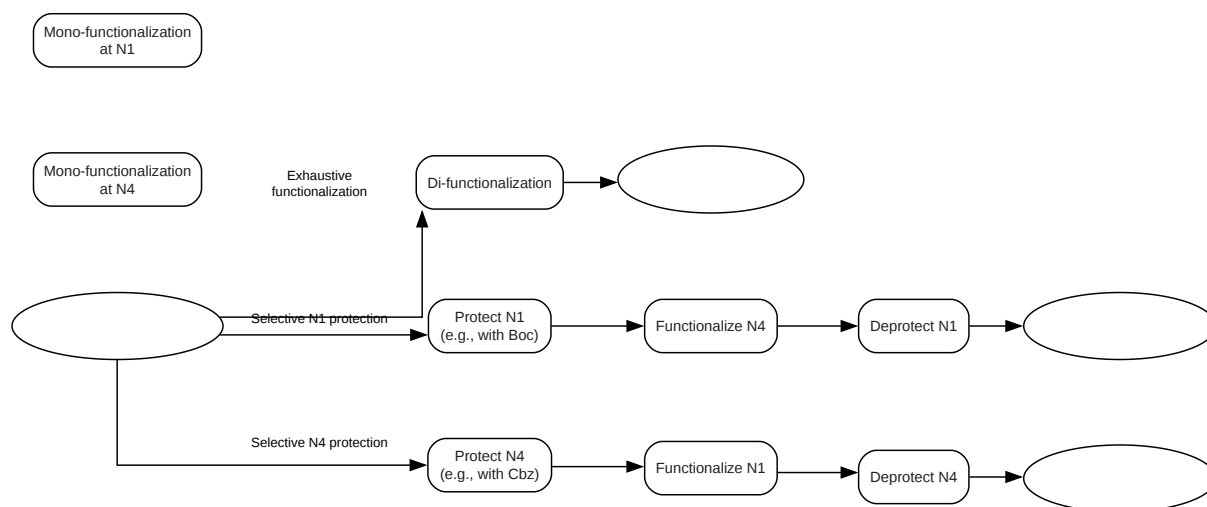 Mono-functionalization
at N1
Mono-functionalization
at N4
Exhaustive
functionalization
Di-functionalization
Selective N1 protection
Protect N1
(e.g., with Boc)
Functionalize N4
Deprotect N1
Selective N4 protection
Protect N4
(e.g., with Cbz)
Functionalize N1
Deprotect N4